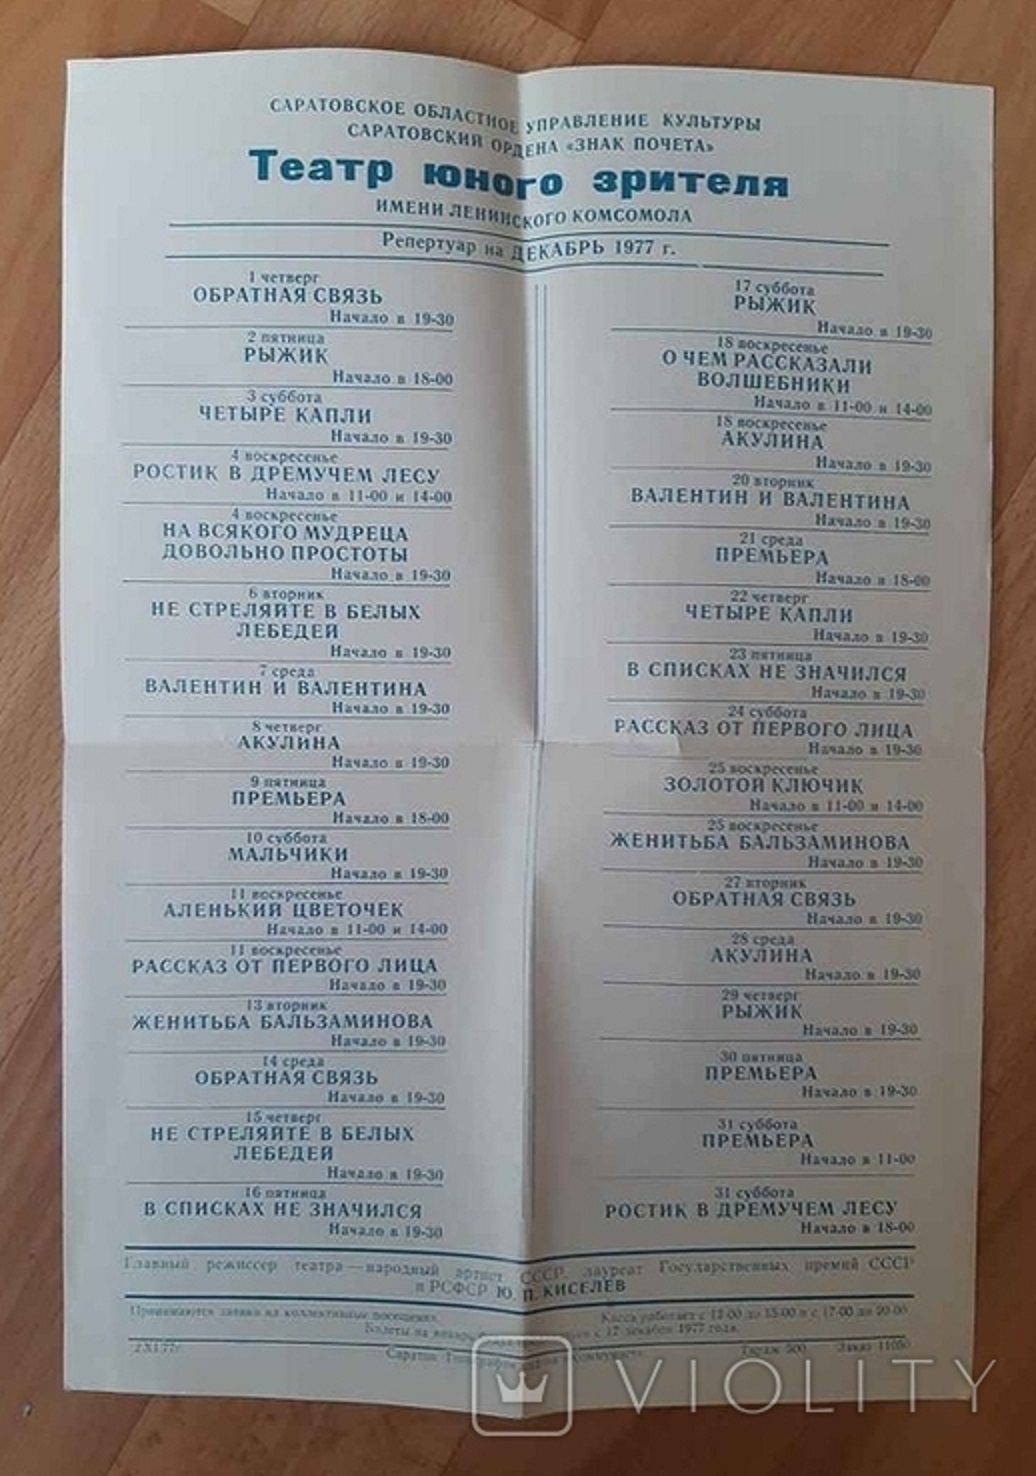 САРАТОВСКОЕ ОБЛАСТНОЕ УПРАВЛЕНИЕ КУЛЬТУРЫ
САРАТОВСКИЙ ОРДЕНА «ЗНАК ПОЧЕТА»
Театр юного зрителя
ИМЕНИ ЛЕНИНСКОГО КОМСОМОЛА
Репертуар на ДЕКАБРЬ 1977 г.
1 четверг
ОБРАТНАЯ СВЯЗЬ
Начало в 19-30
2 пятница
РЫЖИК
Начало в 18-00
3 суббота
ЧЕТЫРЕ КАПЛИ
Начало в 19-30
4 воскресенье
РОСТИК В ДРЕМУЧЕМ ЛЕСУ
Начало в 11-00 и 14-00
4 воскресенье
НА ВСЯКОГО МУДРЕЦА
ДОВОЛЬНО ПРОСТОТЫ
Начало в 19-30
6 вторник
НЕ СТРЕЛЯЙТЕ В БЕЛЫХ
ЛЕБЕДЕЙ
Начало в 19-30
7 среда
ВАЛЕНТИН И ВАЛЕНТИНА
Начало в 19-30
8 четверг
АКУЛИНА
Начало в 19-30
9 пятница
ПРЕМЬЕРА
Начало в 18-00
10 суббота
МАЛЬЧИКИ
Начало в 19-30
11 воскресенье
АЛЕНЬКИЙ ЦВЕТОЧЕК
Начало в 11-00 и 14-00
11 воскресенье
РАССКАЗ ОТ ПЕРВОГО ЛИЦА
Начало в 19-30
13 вторник
ЖЕНИТЬБА БАЛЬЗАМИНОВА
Начало в 19-30
14 среда
ОБРАТНАЯ СВЯЗЬ
Начало в 19-30
15 четверг
НЕ СТРЕЛЯЙТЕ В БЕЛЫХ
ЛЕБЕДЕЙ
Начало в 19-30
16 пятница
В СПИСКАХ НЕ ЗНАЧИЛСЯ
Начало в 19-30
17 суббота
РЫЖИК
Начало в 19-30
18 воскресенье
О ЧЕМ РАССКАЗАЛИ
ВОЛШЕБНИКИ
Начало в 11-00 и 14-00
18 воскресенье
АКУЛИНА
Начало в 19-30
20 вторник
ВАЛЕНТИН И ВАЛЕНТИНА
Начало в 19-30
21 среда
ПРЕМЬЕРА
Начало в 18-00
22 четверг
ЧЕТЫРЕ КАПЛИ
Начало в 19-30
23 пятница
В СПИСКАХ НЕ ЗНАЧИЛСЯ
Начало в 19-30
24 суббота
РАССКАЗ ОТ ПЕРВОГО ЛИЦА
Начало в 19-30
25 воскресенье
ЗОЛОТОЙ КЛЮЧИК
Начало в 11-00 и 14-00
25 воскресенье
ЖЕНИТЬБА БАЛЬЗАМИНОВА
Начало в 19-30
27 вторник
ОБРАТНАЯ СВЯЗЬ
Начало в 19-30
28 среда
АКУЛИНА
Начало в 19-30
29 четверг
РЫЖИК
Начало в 19-30
30 пятница
ПРЕМЬЕРА
Начало в 19-30
31 суббота
ПРЕМЬЕРА
Начало в 11-00
31 суббота
РОСТИК В ДРЕМУЧЕМ ЛЕСУ
Начало в 18-00
Главный режиссер театра — народный артист СССР, лауреат Государственных премий СССР
и РСФСР Ю. П. КИСЕЛЕВ
Принимаются заявки на коллективные посещения. Касса работает с 12-00 до 15-00 и с 17-00 до 20-00
Билеты на с 17 декабря 1977 года.
Тираж 500 Заказ 11050
VIOLITY